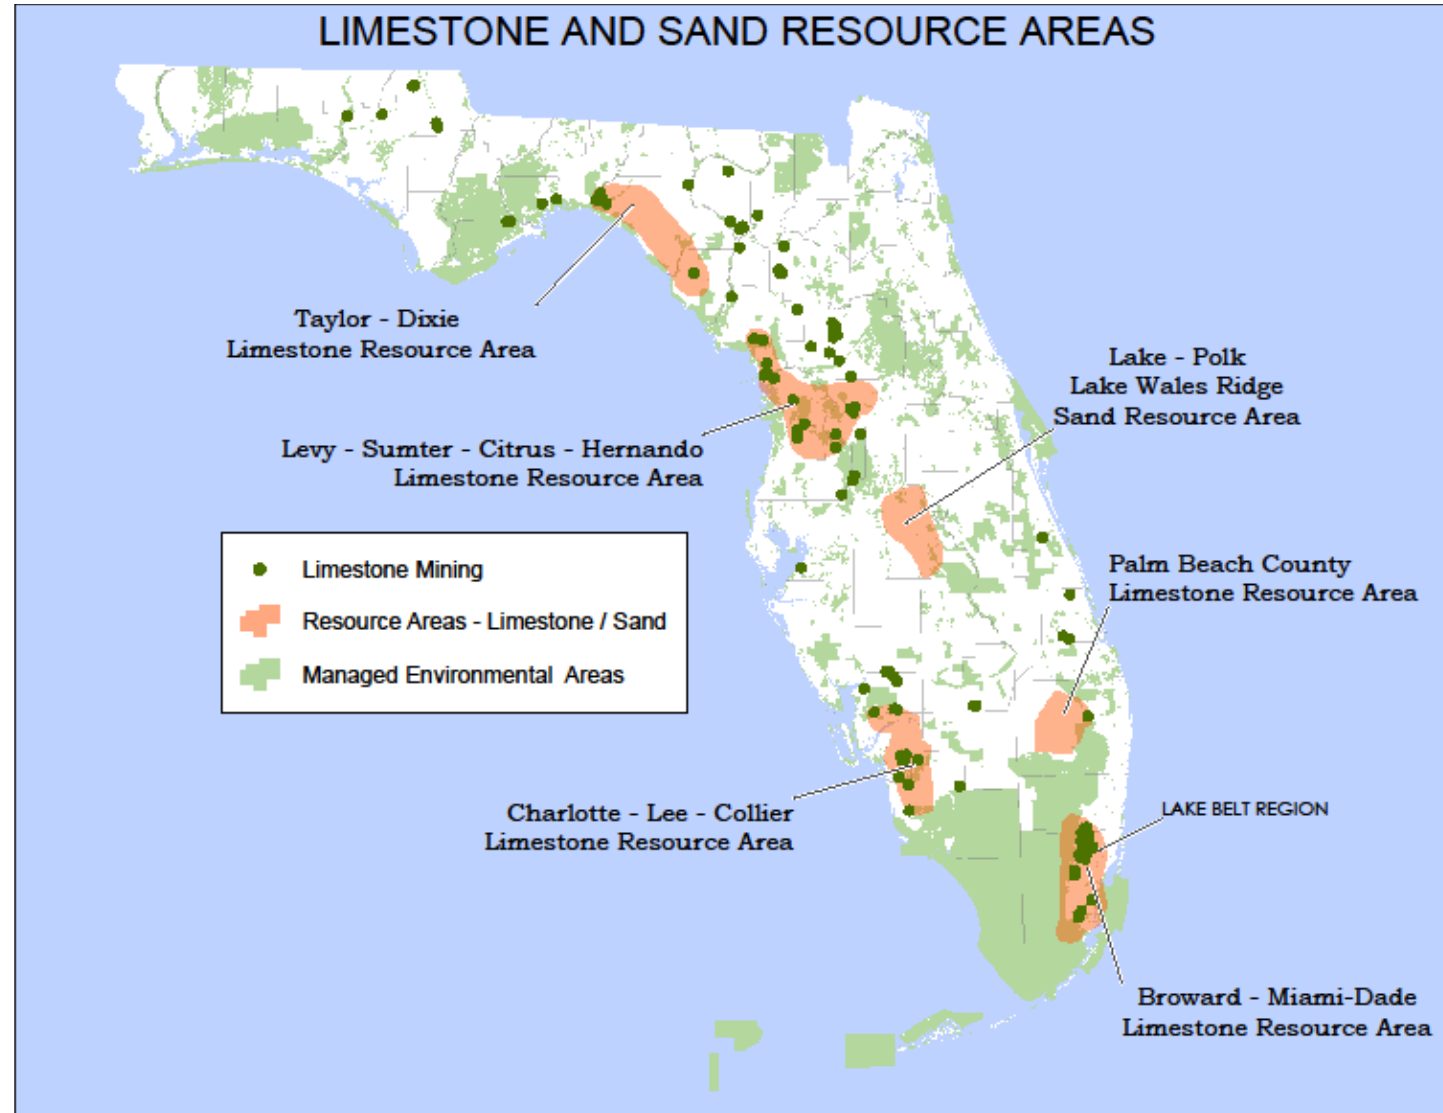 LIMESTONE AND SAND RESOURCE AREAS
Taylor - Dixie
Limestone Resource Area
Lake - Polk
Lake Wales Ridge
Sand Resource Area
Levy - Sumter - Citrus - Hernando
Limestone Resource Area
Limestone Mining
Resource Areas - Limestone / Sand
Managed Environmental Areas
Palm Beach County
Limestone Resource Area
Charlotte - Lee - Collier
Limestone Resource Area
LAKE BELT REGION
Broward - Miami-Dade
Limestone Resource Area